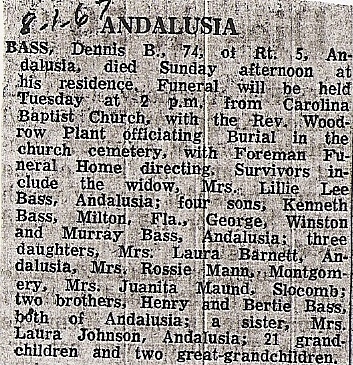 8-1-67
ANDALUSIA
BASS, Dennis B., 74, of Rt. 5, An-
dalusia, died Sunday afternoon at
his residence. Funeral will be held
Tuesday at 2 p.m. from Carolina
Baptist Church, with the Rev. Wood-
row Plant officiating. Burial in the
church cemetery, with Foreman Fu-
neral Home directing. Survivors in-
clude the widow, Mrs. Lillie Lee
Bass, Andalusia; four sons, Kenneth
Bass, Milton, Fla., George, Winston
and Murray Bass, Andalusia; three
daughters, Mrs. Laura Barnett, An-
dalusia, Mrs. Rossie Mann, Montgom-
ery, Mrs. Juanita Maund, Slocomb;
two brothers, Henry and Bertie Bass,
both of Andalusia; a sister, Mrs.
Laura Johnson, Andalusia; 21 grand-
children and two great-grandchildren.